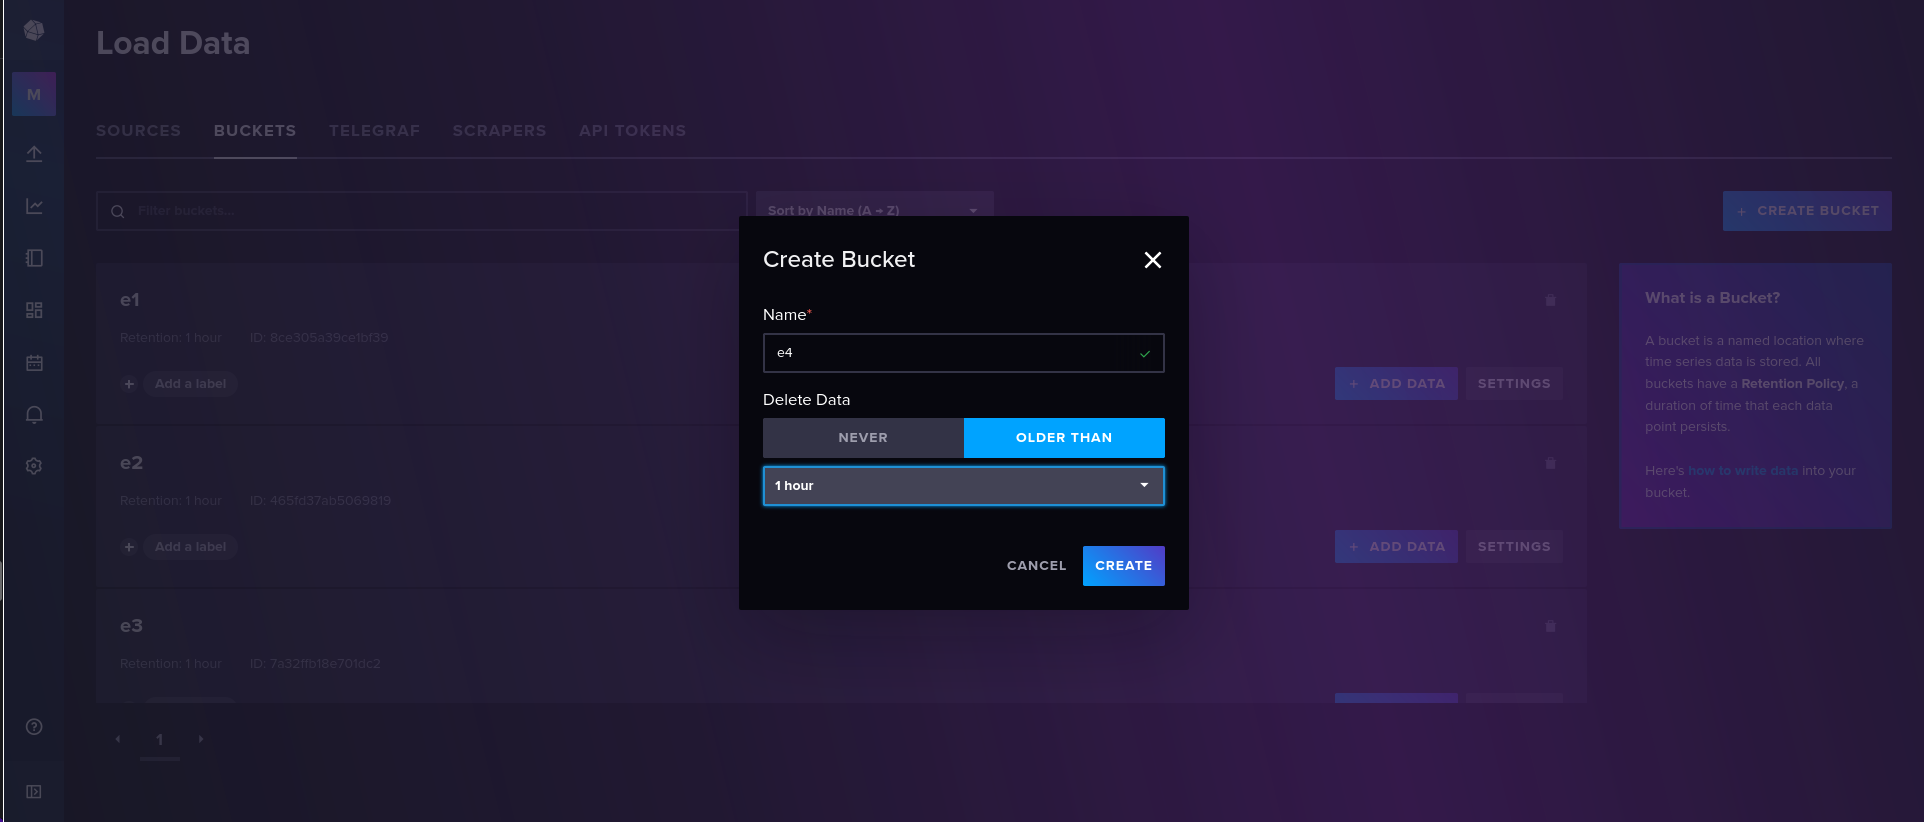 Load Data
M
SOURCES BUCKETS TELEGRAF SCRAPERS API TOKENS
Filter buckets...
Sort by Name (A → Z)
+ CREATE BUCKET
Create Bucket
Name*
e4
Delete Data
NEVER OLDER THAN
1 hour
CANCEL CREATE
e1
Retention: 1 hour ID: 8ce305a39ce1bf39
+ Add a label
+ ADD DATA SETTINGS
e2
Retention: 1 hour ID: 465fd37ab5069819
+ Add a label
+ ADD DATA SETTINGS
e3
Retention: 1 hour ID: 7a32ffb18e701dc2
1
What is a Bucket?
A bucket is a named location where
time series data is stored. All
buckets have a Retention Policy, a
duration of time that each data
point persists.
Here's how to write data into your
bucket.